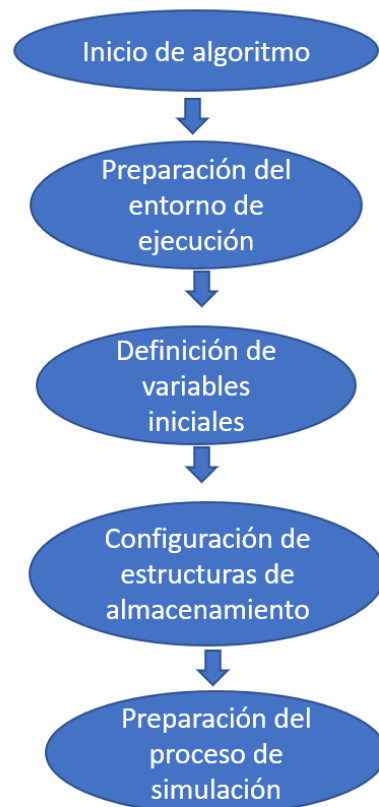 Inicio de algoritmo
Preparación del
entorno de
ejecución
Definición de
variables
iniciales
Configuración de
estructuras de
almacenamiento
Preparación del
proceso de
simulación